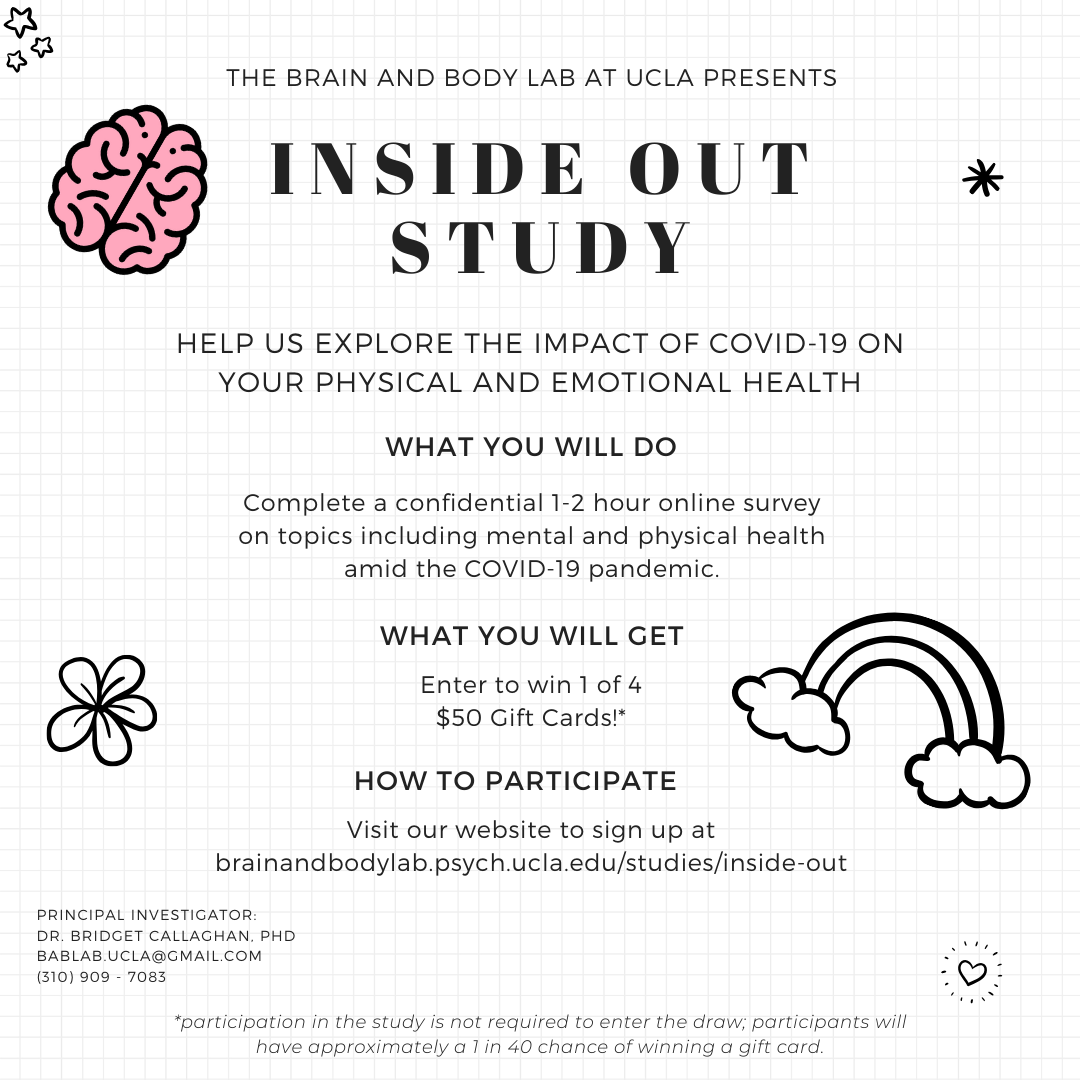 THE BRAIN AND BODY LAB AT UCLA PRESENTS
INSIDE OUT
STUDY
HELP US EXPLORE THE IMPACT OF COVID-19 ON
YOUR PHYSICAL AND EMOTIONAL HEALTH
WHAT YOU WILL DO
Complete a confidential 1-2 hour online survey
on topics including mental and physical health
amid the COVID-19 pandemic.
WHAT YOU WILL GET
Enter to win 1 of 4
$50 Gift Cards!*
HOW TO PARTICIPATE
Visit our website to sign up at
brainandbodylab.psych.ucla.edu/studies/inside-out
PRINCIPAL INVESTIGATOR:
DR. BRIDGET CALLAGHAN, PHD
BABLAB.UCLA@GMAIL.COM
(310) 909 - 7083
*participation in the study is not required to enter the draw; participants will
have approximately a 1 in 40 chance of winning a gift card.